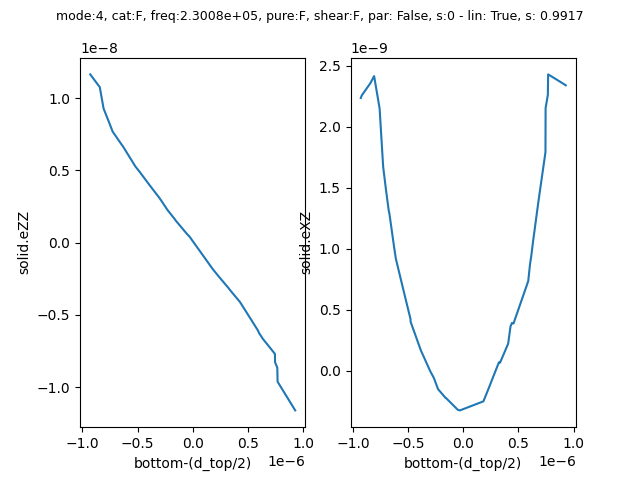 mode:4, cat:F, freq:2.3008e+05, pure:F, shear:F, par: False, s:0 - lin: True, s: 0.9917
1e−8
1.0
0.5
0.0
−0.5
−1.0
solid.eZZ
−1.0 −0.5 0.0 0.5 1.0
bottom-(d_top/2) 1e−6
1e−9
2.5
2.0
1.5
1.0
0.5
0.0
solid.eXZ
−1.0 −0.5 0.0 0.5 1.0
bottom-(d_top/2) 1e−6